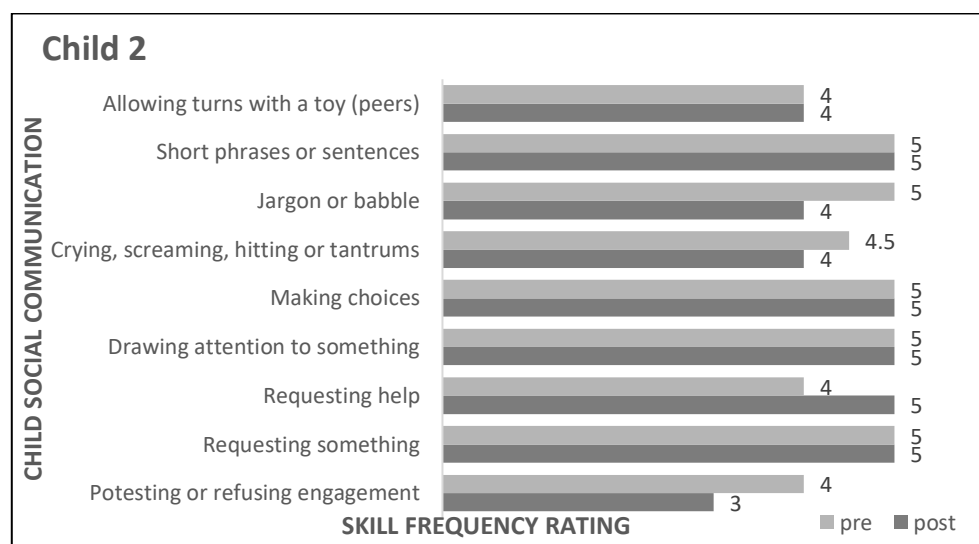 Child 2
CHILD SOCIAL COMMUNICATION
Allowing turns with a toy (peers)
4
4
Short phrases or sentences
5
5
Jargon or babble
5
4
Crying, screaming, hitting or tantrums
4.5
4
Making choices
5
5
Drawing attention to something
5
5
Requesting help
4
5
Requesting something
5
5
Potesting or refusing engagement
4
3
SKILL FREQUENCY RATING
pre post